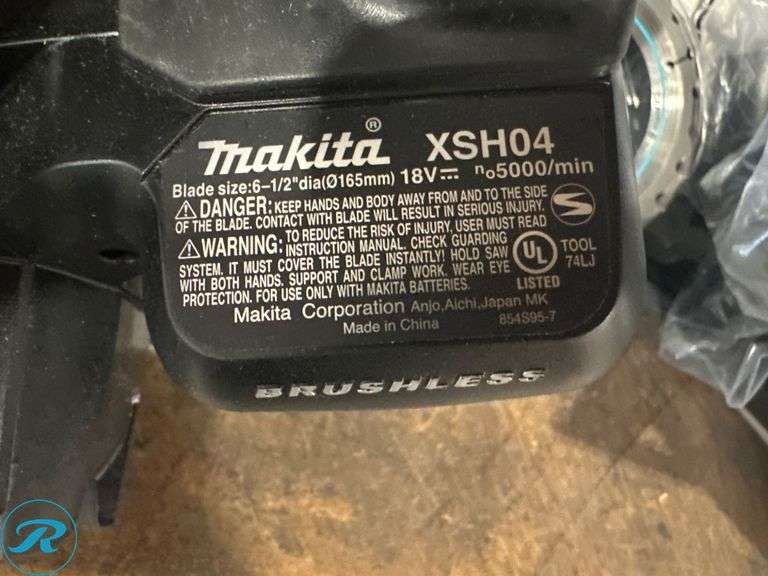 Makita® XSH04
Blade size:6-1/2"dia(Ø165mm) 18V⎓ no5000/min
⚠DANGER: KEEP HANDS AND BODY AWAY FROM AND TO THE SIDE
OF THE BLADE. CONTACT WITH BLADE WILL RESULT IN SERIOUS INJURY.
⚠WARNING: TO REDUCE THE RISK OF INJURY, USER MUST READ
INSTRUCTION MANUAL. CHECK GUARDING
SYSTEM. IT MUST COVER THE BLADE INSTANTLY! HOLD SAW
WITH BOTH HANDS. SUPPORT AND CLAMP WORK. WEAR EYE
PROTECTION. FOR USE ONLY WITH MAKITA BATTERIES.
S
UL
TOOL
74LJ
LISTED
Makita Corporation Anjo,Aichi,Japan MK
Made in China 854S95-7
BRUSHLESS
R